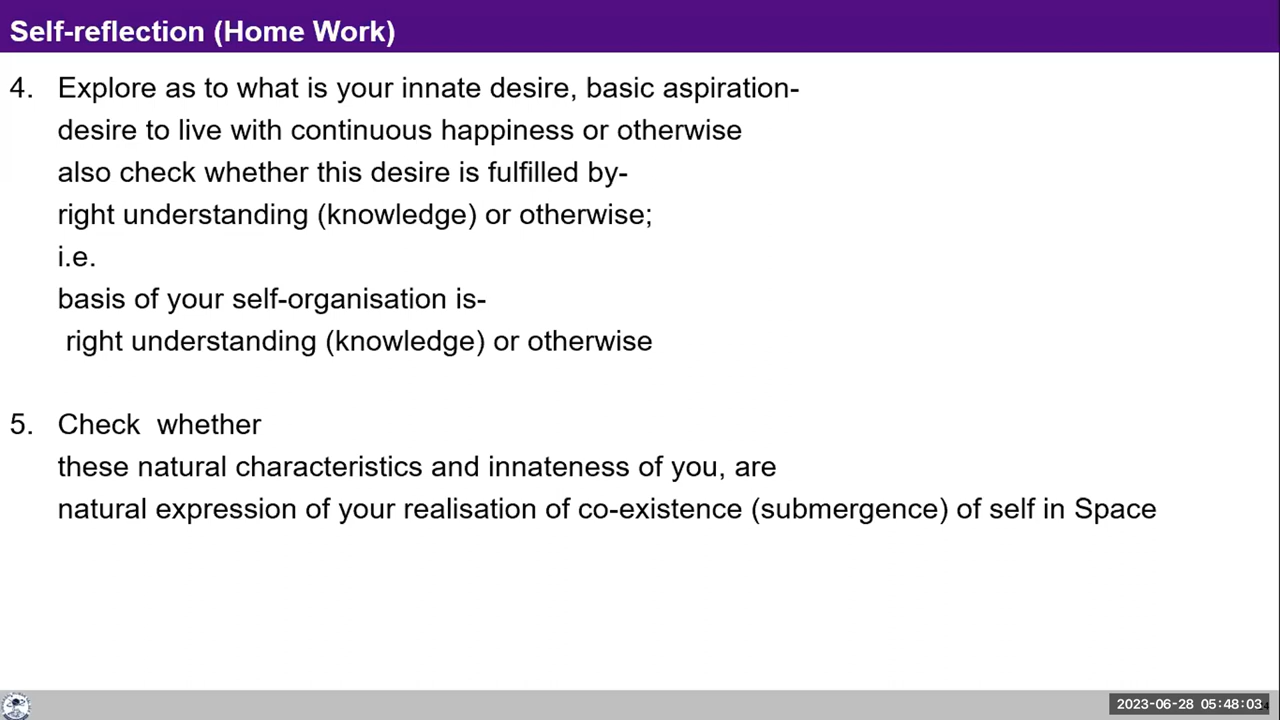 Self-reflection (Home Work)
4. Explore as to what is your innate desire, basic aspiration-
desire to live with continuous happiness or otherwise
also check whether this desire is fulfilled by-
right understanding (knowledge) or otherwise;
i.e.
basis of your self-organisation is-
right understanding (knowledge) or otherwise
5. Check whether
these natural characteristics and innateness of you, are
natural expression of your realisation of co-existence (submergence) of self in Space
2023-06-28 05:48:03